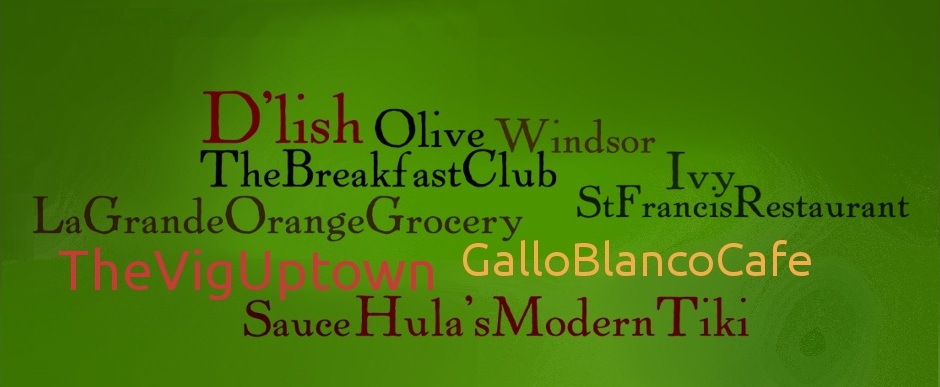 D'lish Olive Windsor
TheBreakfastClub Ivy
LaGrandeOrangeGrocery StFrancisRestaurant
TheVigUptown GalloBlancoCafe
Sauce Hula'sModernTiki